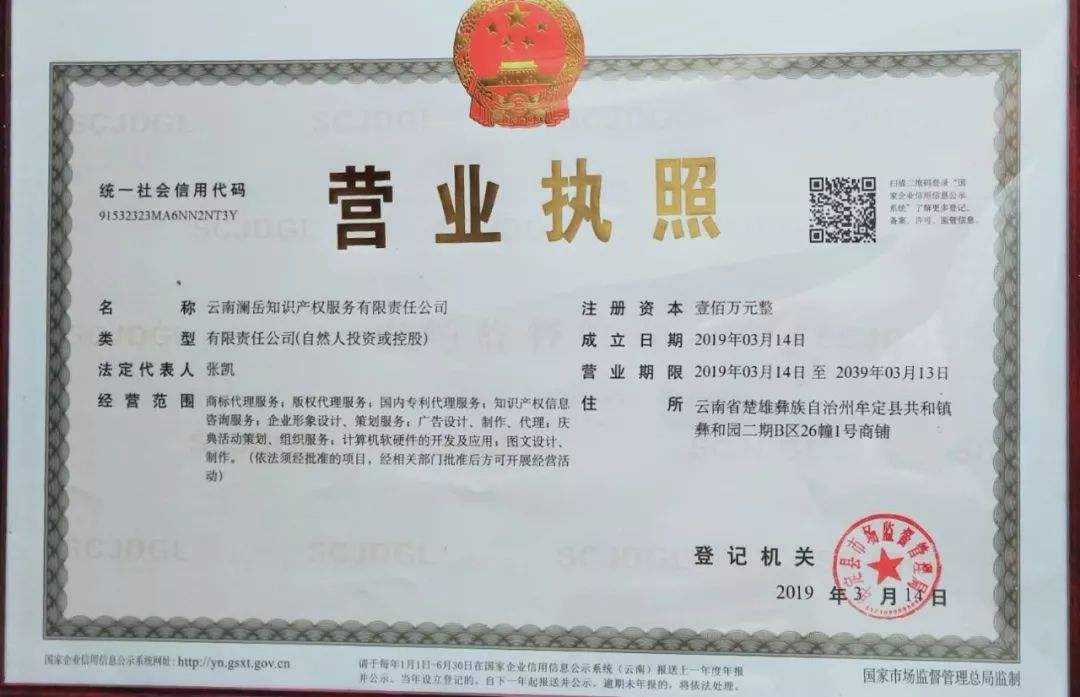 营业执照
统一社会信用代码
91532323MA6NN2NT3Y
扫描二维码登录“国
家企业信用信息公示
系统”了解更多登记、
备案、许可、监管信息。
名称 云南澜岳知识产权服务有限责任公司
类型 有限责任公司(自然人投资或控股)
法定代表人 张凯
经营范围 商标代理服务；版权代理服务；国内专利代理服务；知识产权信息
咨询服务；企业形象设计、策划服务；广告设计、制作、代理；庆
典活动策划、组织服务；计算机软硬件的开发及应用；图文设计、
制作。（依法须经批准的项目，经相关部门批准后方可开展经营活
动）
注册资本 壹佰万元整
成立日期 2019年03月14日
营业期限 2019年03月14日 至 2039年03月13日
住所 云南省楚雄彝族自治州牟定县共和镇
彝和园二期B区26幢1号商铺
登记机关
牟定县市场监督管理局
2019 年 3 月 14 日
国家企业信用信息公示系统网址: http://yn.gsxt.gov.cn
请于每年1月1日-6月30日在国家企业信用信息公示系统（云南）报送上一年度年报
并公示。当年设立登记的，自下一年起报送并公示。逾期未年报的，将依法处理。
国家市场监督管理总局监制
SCJDGL